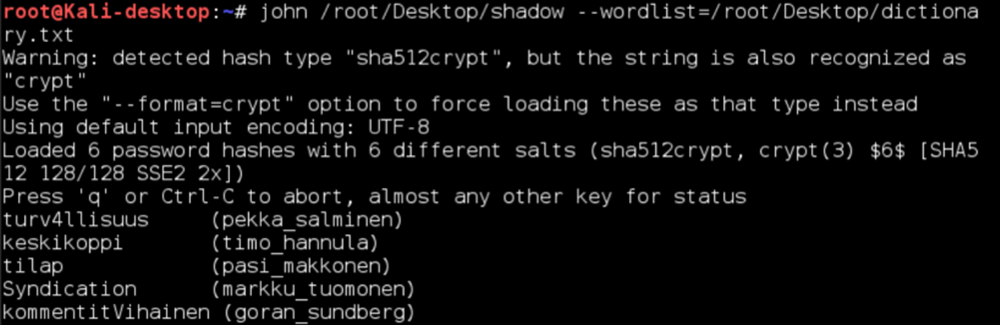 root@Kali-desktop:~# john /root/Desktop/shadow --wordlist=/root/Desktop/dictiona
ry.txt
Warning: detected hash type "sha512crypt", but the string is also recognized as
"crypt"
Use the "--format=crypt" option to force loading these as that type instead
Using default input encoding: UTF-8
Loaded 6 password hashes with 6 different salts (sha512crypt, crypt(3) $6$ [SHA5
12 128/128 SSE2 2x])
Press 'q' or Ctrl-C to abort, almost any other key for status
turv4llisuus     (pekka_salminen)
keskikoppi       (timo_hannula)
tilap            (pasi_makkonen)
Syndication      (markku_tuomonen)
kommentitVihainen (goran_sundberg)